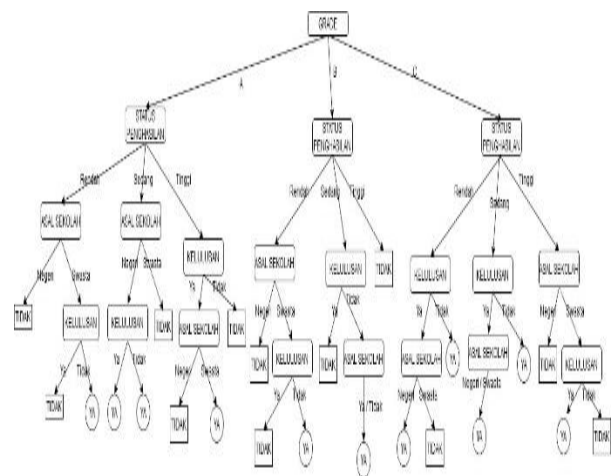 GRADE
A
B
C
STATUS
PENGHASILAN
STATUS
PENGHASILAN
STATUS
PENGHASILAN
Rendah
Sedang
Tinggi
Rendah
Sedang
Tinggi
Rendah
Sedang
Tinggi
ASAL SEKOLAH
ASAL SEKOLAH
KELULUSAN
ASAL SEKOLAH
KELULUSAN
TIDAK
KELULUSAN
KELULUSAN
ASAL SEKOLAH
Negeri
Swasta
Negeri
Swasta
Ya
Tidak
Negeri
Swasta
Ya
Tidak
Ya
Tidak
Ya
Tidak
Negeri
Swasta
TIDAK
KELULUSAN
KELULUSAN
TIDAK
ASAL SEKOLAH
TIDAK
TIDAK
KELULUSAN
TIDAK
ASAL SEKOLAH
ASAL SEKOLAH
YA
ASAL SEKOLAH
YA
TIDAK
KELULUSAN
Ya
Tidak
Ya
Tidak
Negeri
Swasta
Ya
Tidak
Ya / Tidak
Negeri
Swasta
Negeri / Swasta
Ya
Tidak
TIDAK
YA
YA
YA
TIDAK
YA
TIDAK
YA
YA
YA
TIDAK
YA
YA
TIDAK